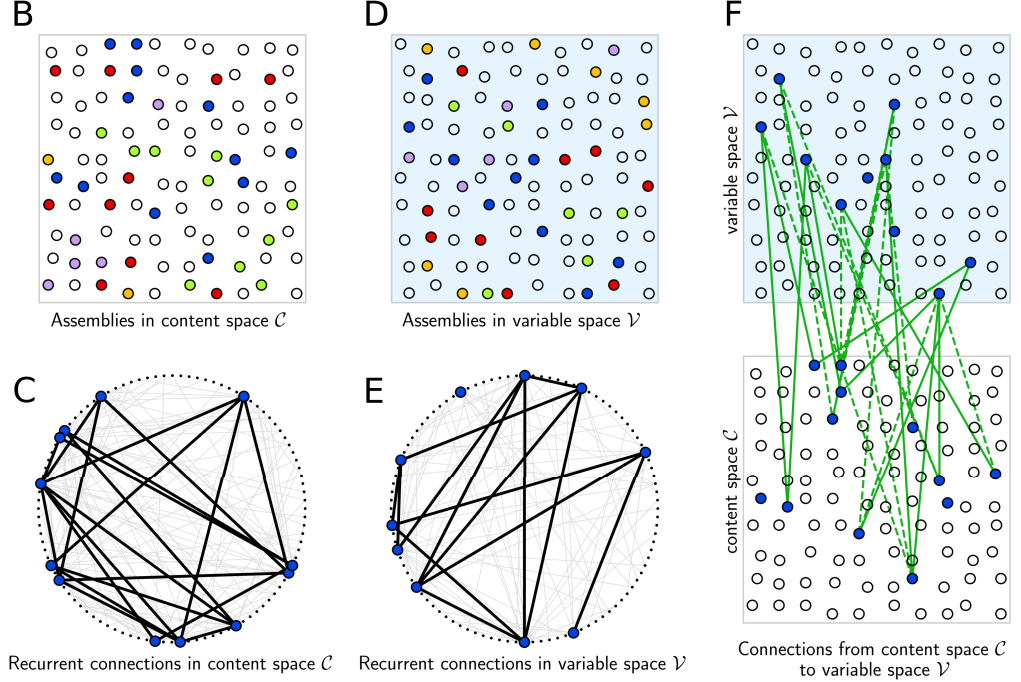 B
D
F
Assemblies in content space 𝒞
Assemblies in variable space 𝒱
variable space 𝒱
content space 𝒞
C
E
Recurrent connections in content space 𝒞
Recurrent connections in variable space 𝒱
Connections from content space 𝒞
to variable space 𝒱